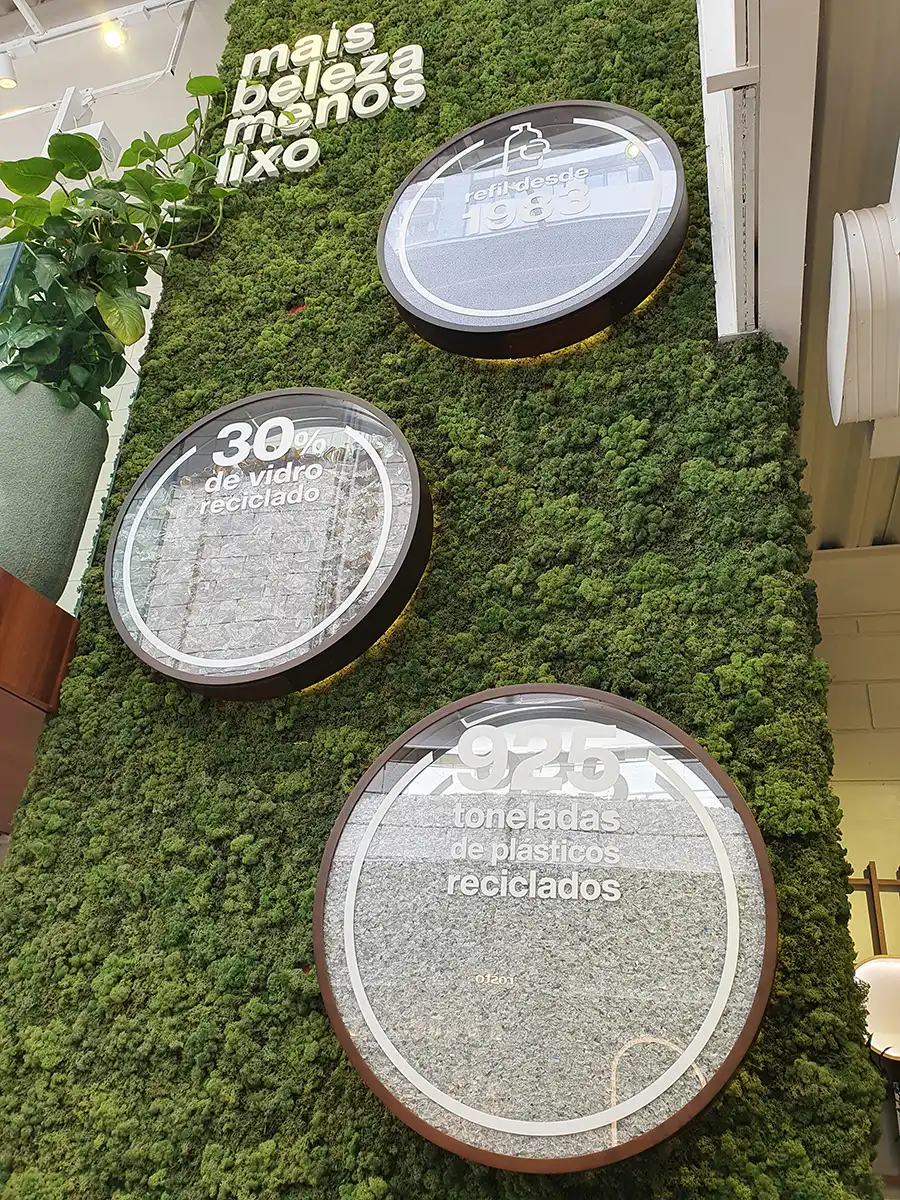 mais
beleza
menos
lixo
refil desde
1983
30%
de vidro
reciclado
925
toneladas
de plásticos
reciclados